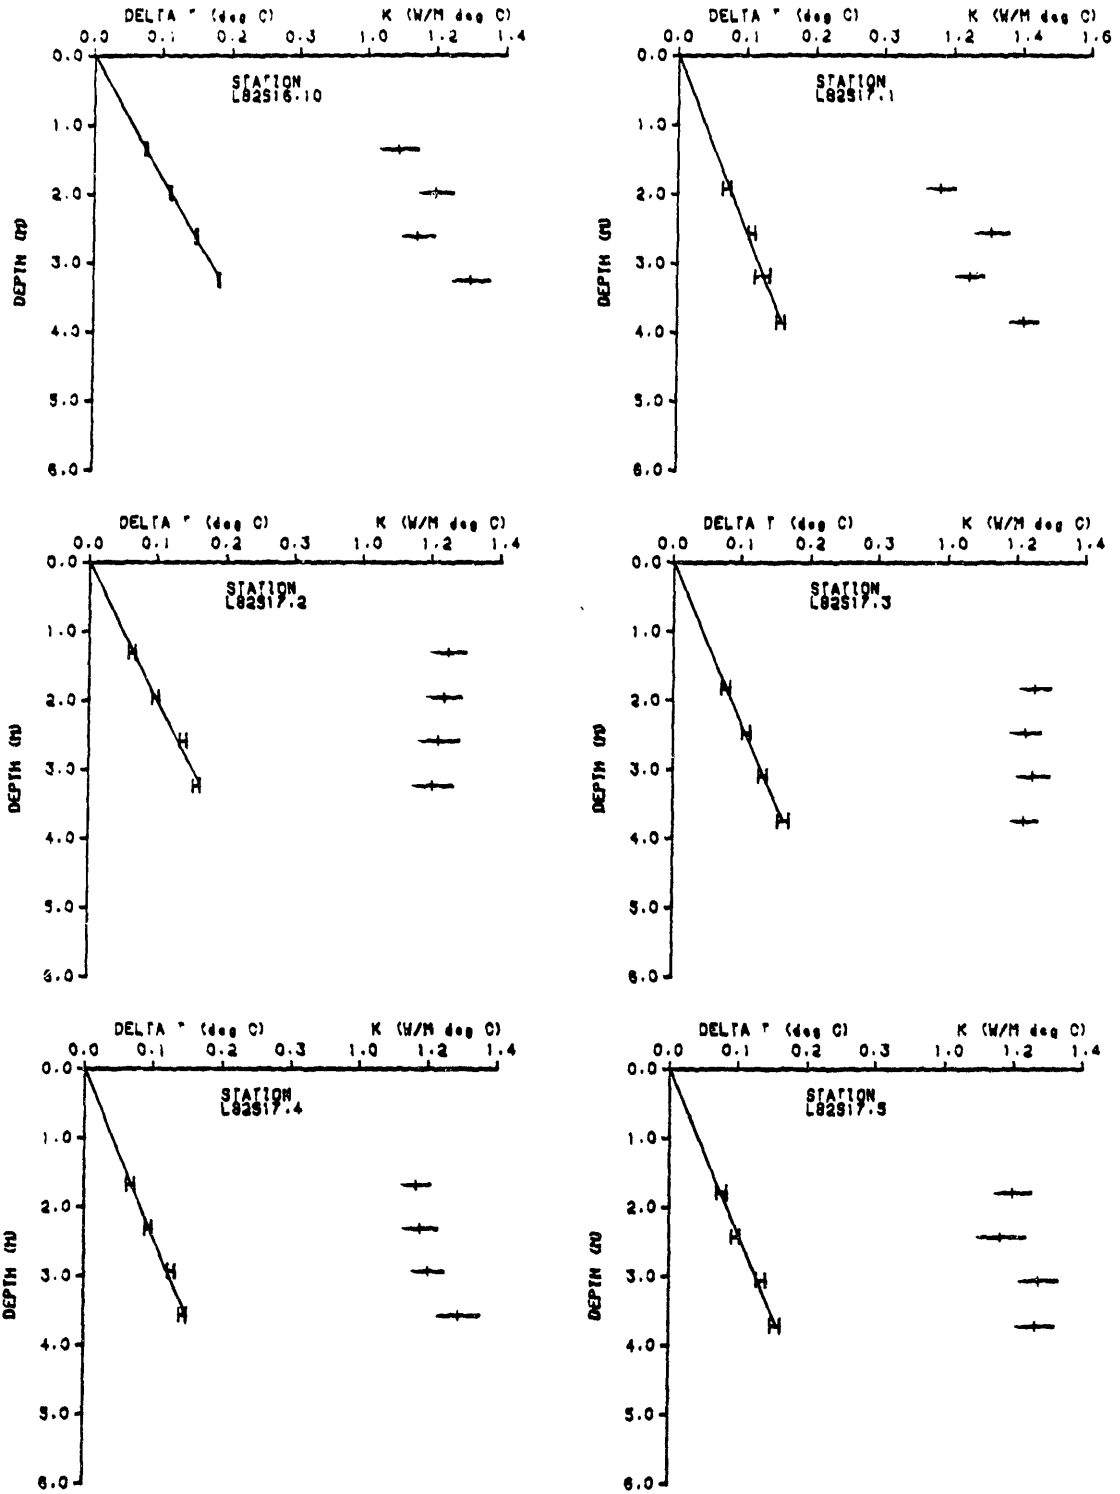 DELTA T (deg C) K (W/M deg C)
0.0 0.1 0.2 0.3 1.0 1.2 1.4
0.0
STATION
L82S16.10
1.0
2.0
DEPTH (M)
3.0
4.0
5.0
6.0
DELTA T (deg C) K (W/M deg C)
0.0 0.1 0.2 0.3 1.2 1.4 1.6
0.0
STATION
L82S17.1
1.0
2.0
DEPTH (M)
3.0
4.0
5.0
6.0
DELTA T (deg C) K (W/M deg C)
0.0 0.1 0.2 0.3 1.0 1.2 1.4
0.0
STATION
L82S17.2
1.0
2.0
DEPTH (M)
3.0
4.0
5.0
6.0
DELTA T (deg C) K (W/M deg C)
0.0 0.1 0.2 0.3 1.0 1.2 1.4
0.0
STATION
L82S17.3
1.0
2.0
DEPTH (M)
3.0
4.0
5.0
6.0
DELTA T (deg C) K (W/M deg C)
0.0 0.1 0.2 0.3 1.0 1.2 1.4
0.0
STATION
L82S17.4
1.0
2.0
DEPTH (M)
3.0
4.0
5.0
6.0
DELTA T (deg C) K (W/M deg C)
0.0 0.1 0.2 0.3 1.0 1.2 1.4
0.0
STATION
L82S17.5
1.0
2.0
DEPTH (M)
3.0
4.0
5.0
6.0